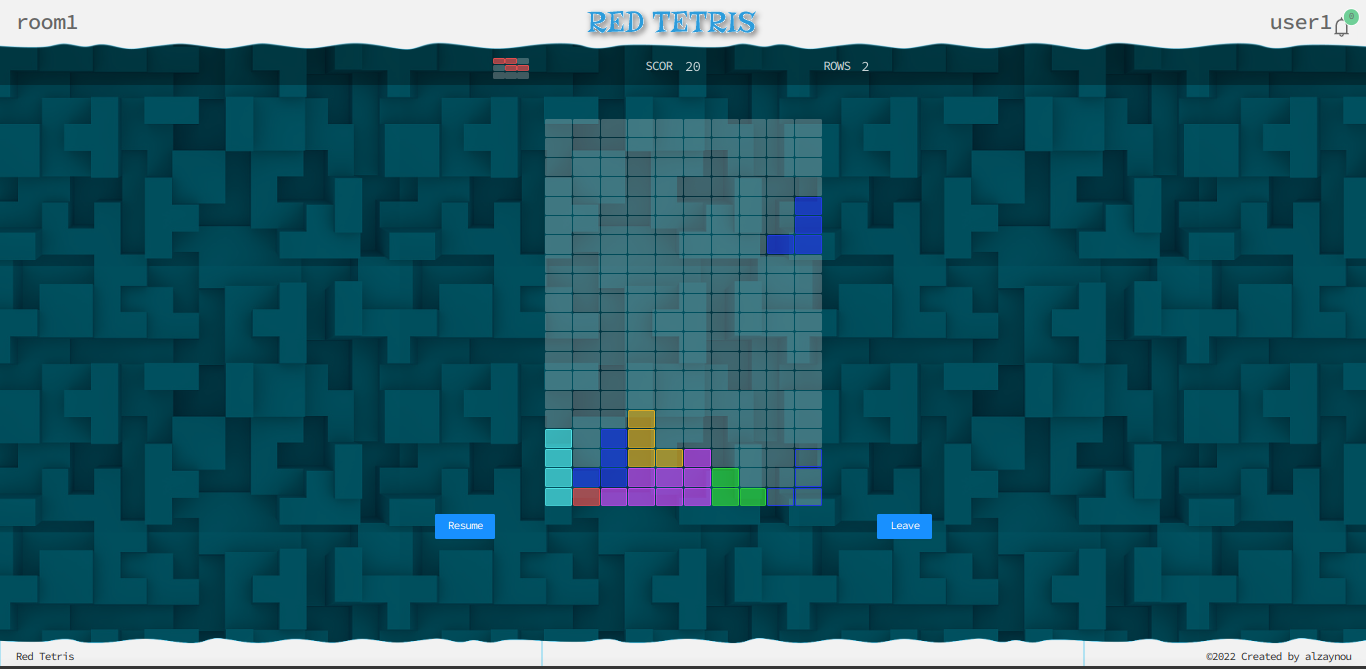 room1
RED TETRIS
user1
0
SCOR 20
ROWS 2
Resume
Leave
Red Tetris
©2022 Created by alzaynou